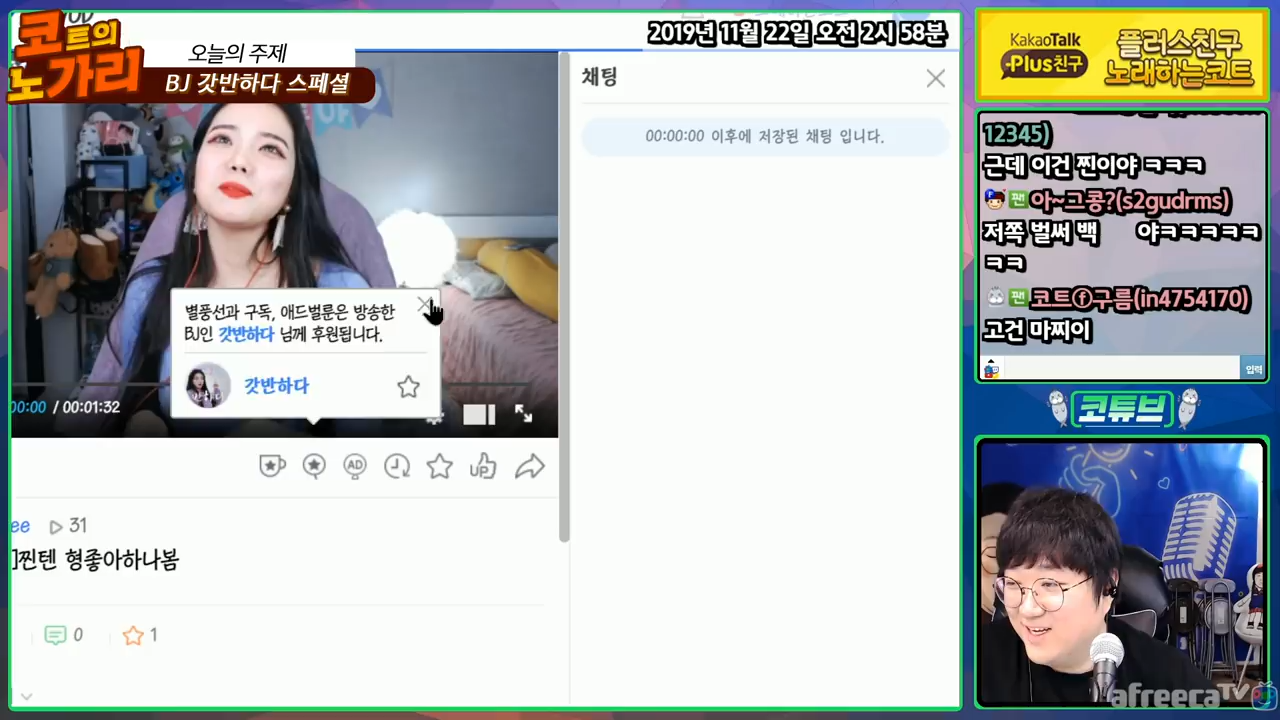 코트의
노가리
오늘의 주제
BJ 갓반하다 스페셜
2019년 11월 22일 오전 2시 58분
KakaoTalk
Plus친구
플러스친구
노래하는코트
채팅
00:00:00 이후에 저장된 채팅 입니다.
12345)
근데 이건 찐이야 ㅋㅋㅋ
팬 아~그콩?(s2gudrms)
저쪽 벌써 백 야ㅋㅋㅋㅋㅋ
ㅋㅋ
팬 코트ⓕ구름(in4754170)
고건 마찌이
입력
별풍선과 구독, 애드벌룬은 방송한
BJ인 갓반하다 님께 후원됩니다.
갓반하다
00:00 / 00:01:32
AD
UP
코튜브
ee 31
]찐텐 형좋아하나봄
0
1
afreecaTV